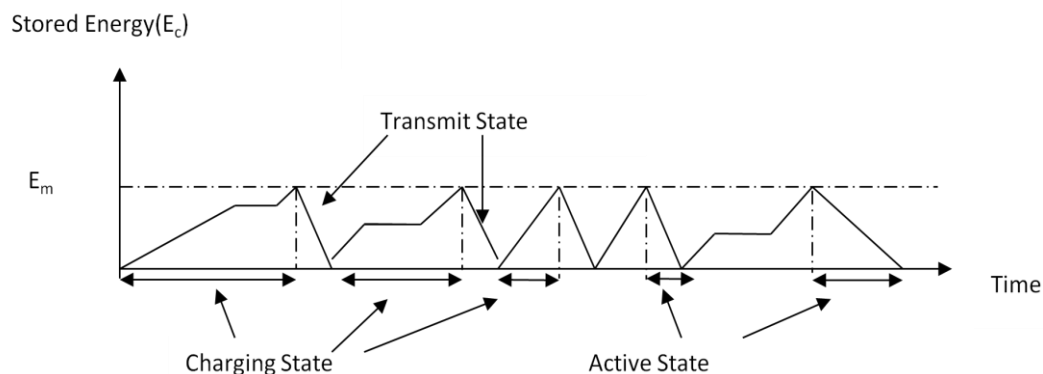 Stored Energy(Ec)
Transmit State
Em
Time
Charging State
Active State